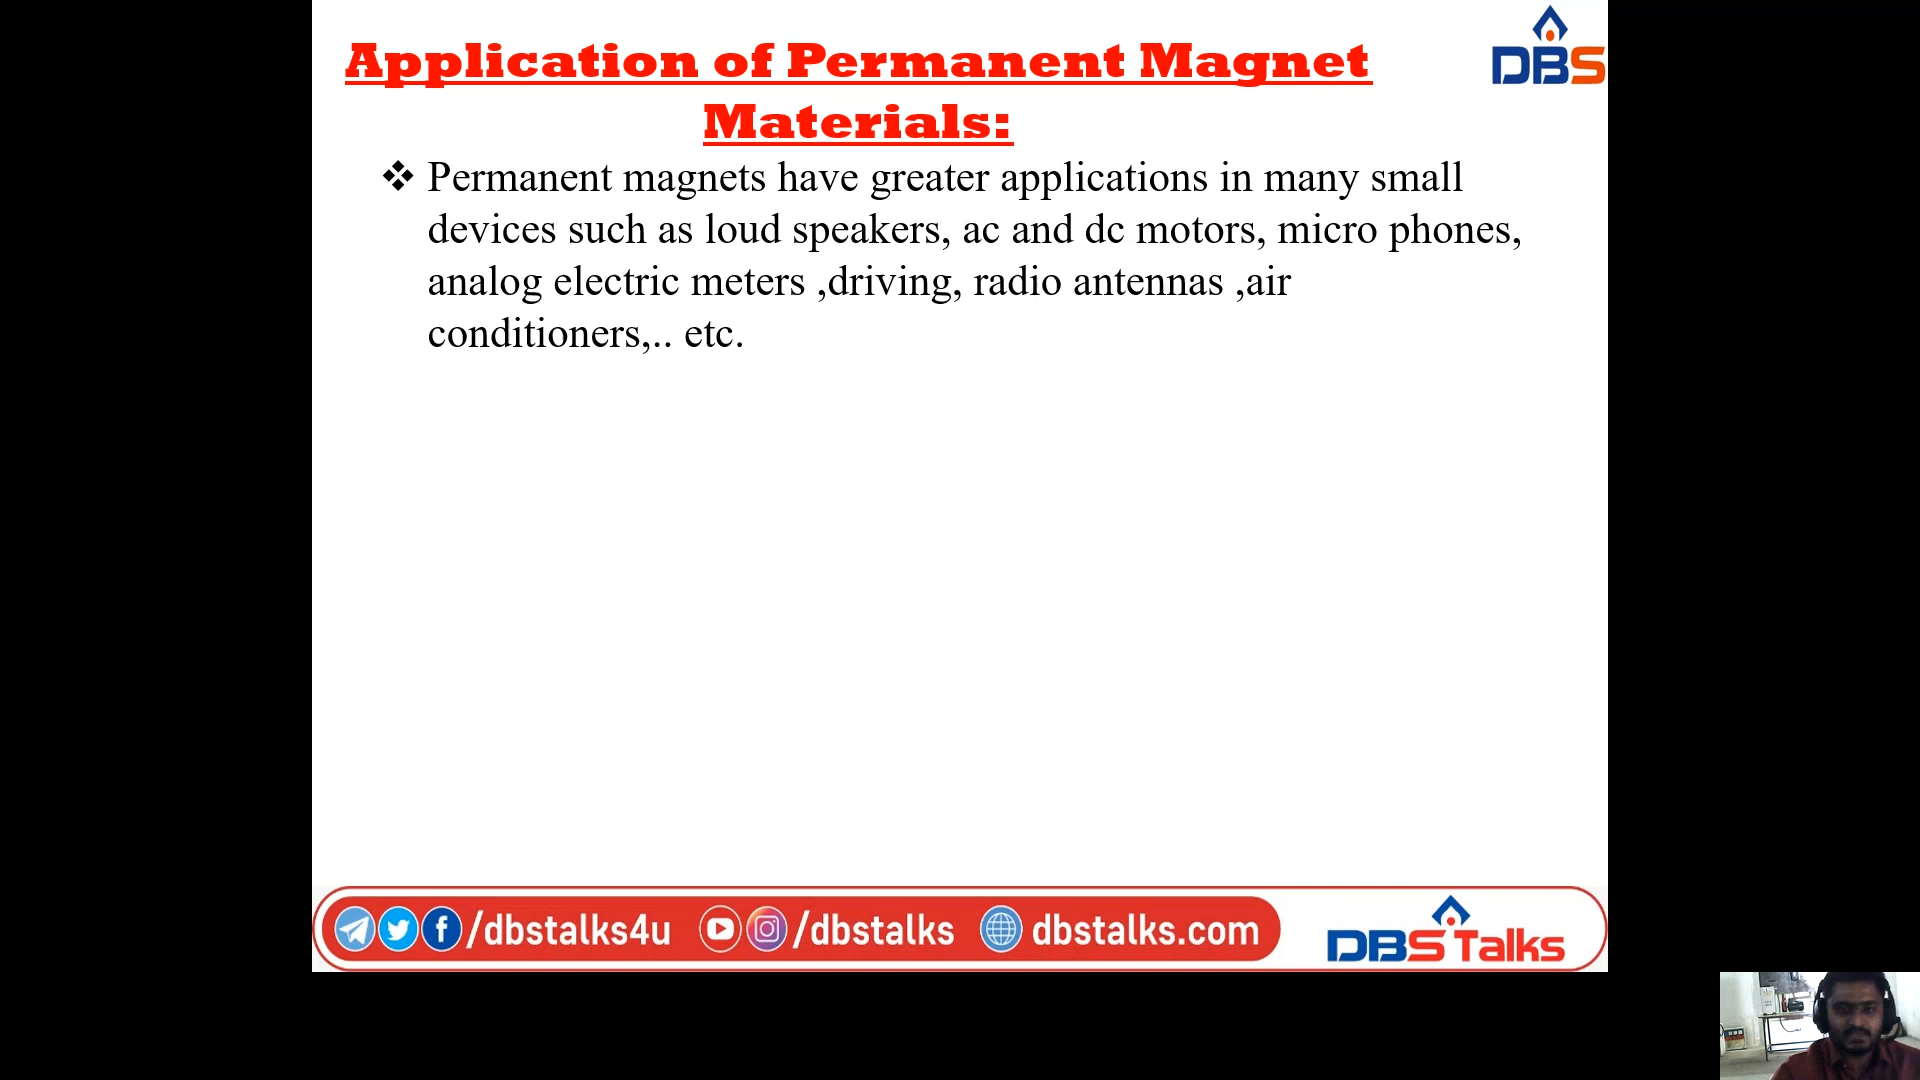 Application of Permanent Magnet
Materials:
DBS
❖ Permanent magnets have greater applications in many small
devices such as loud speakers, ac and dc motors, micro phones,
analog electric meters ,driving, radio antennas ,air
conditioners,.. etc.
/dbstalks4u /dbstalks dbstalks.com
DBS Talks